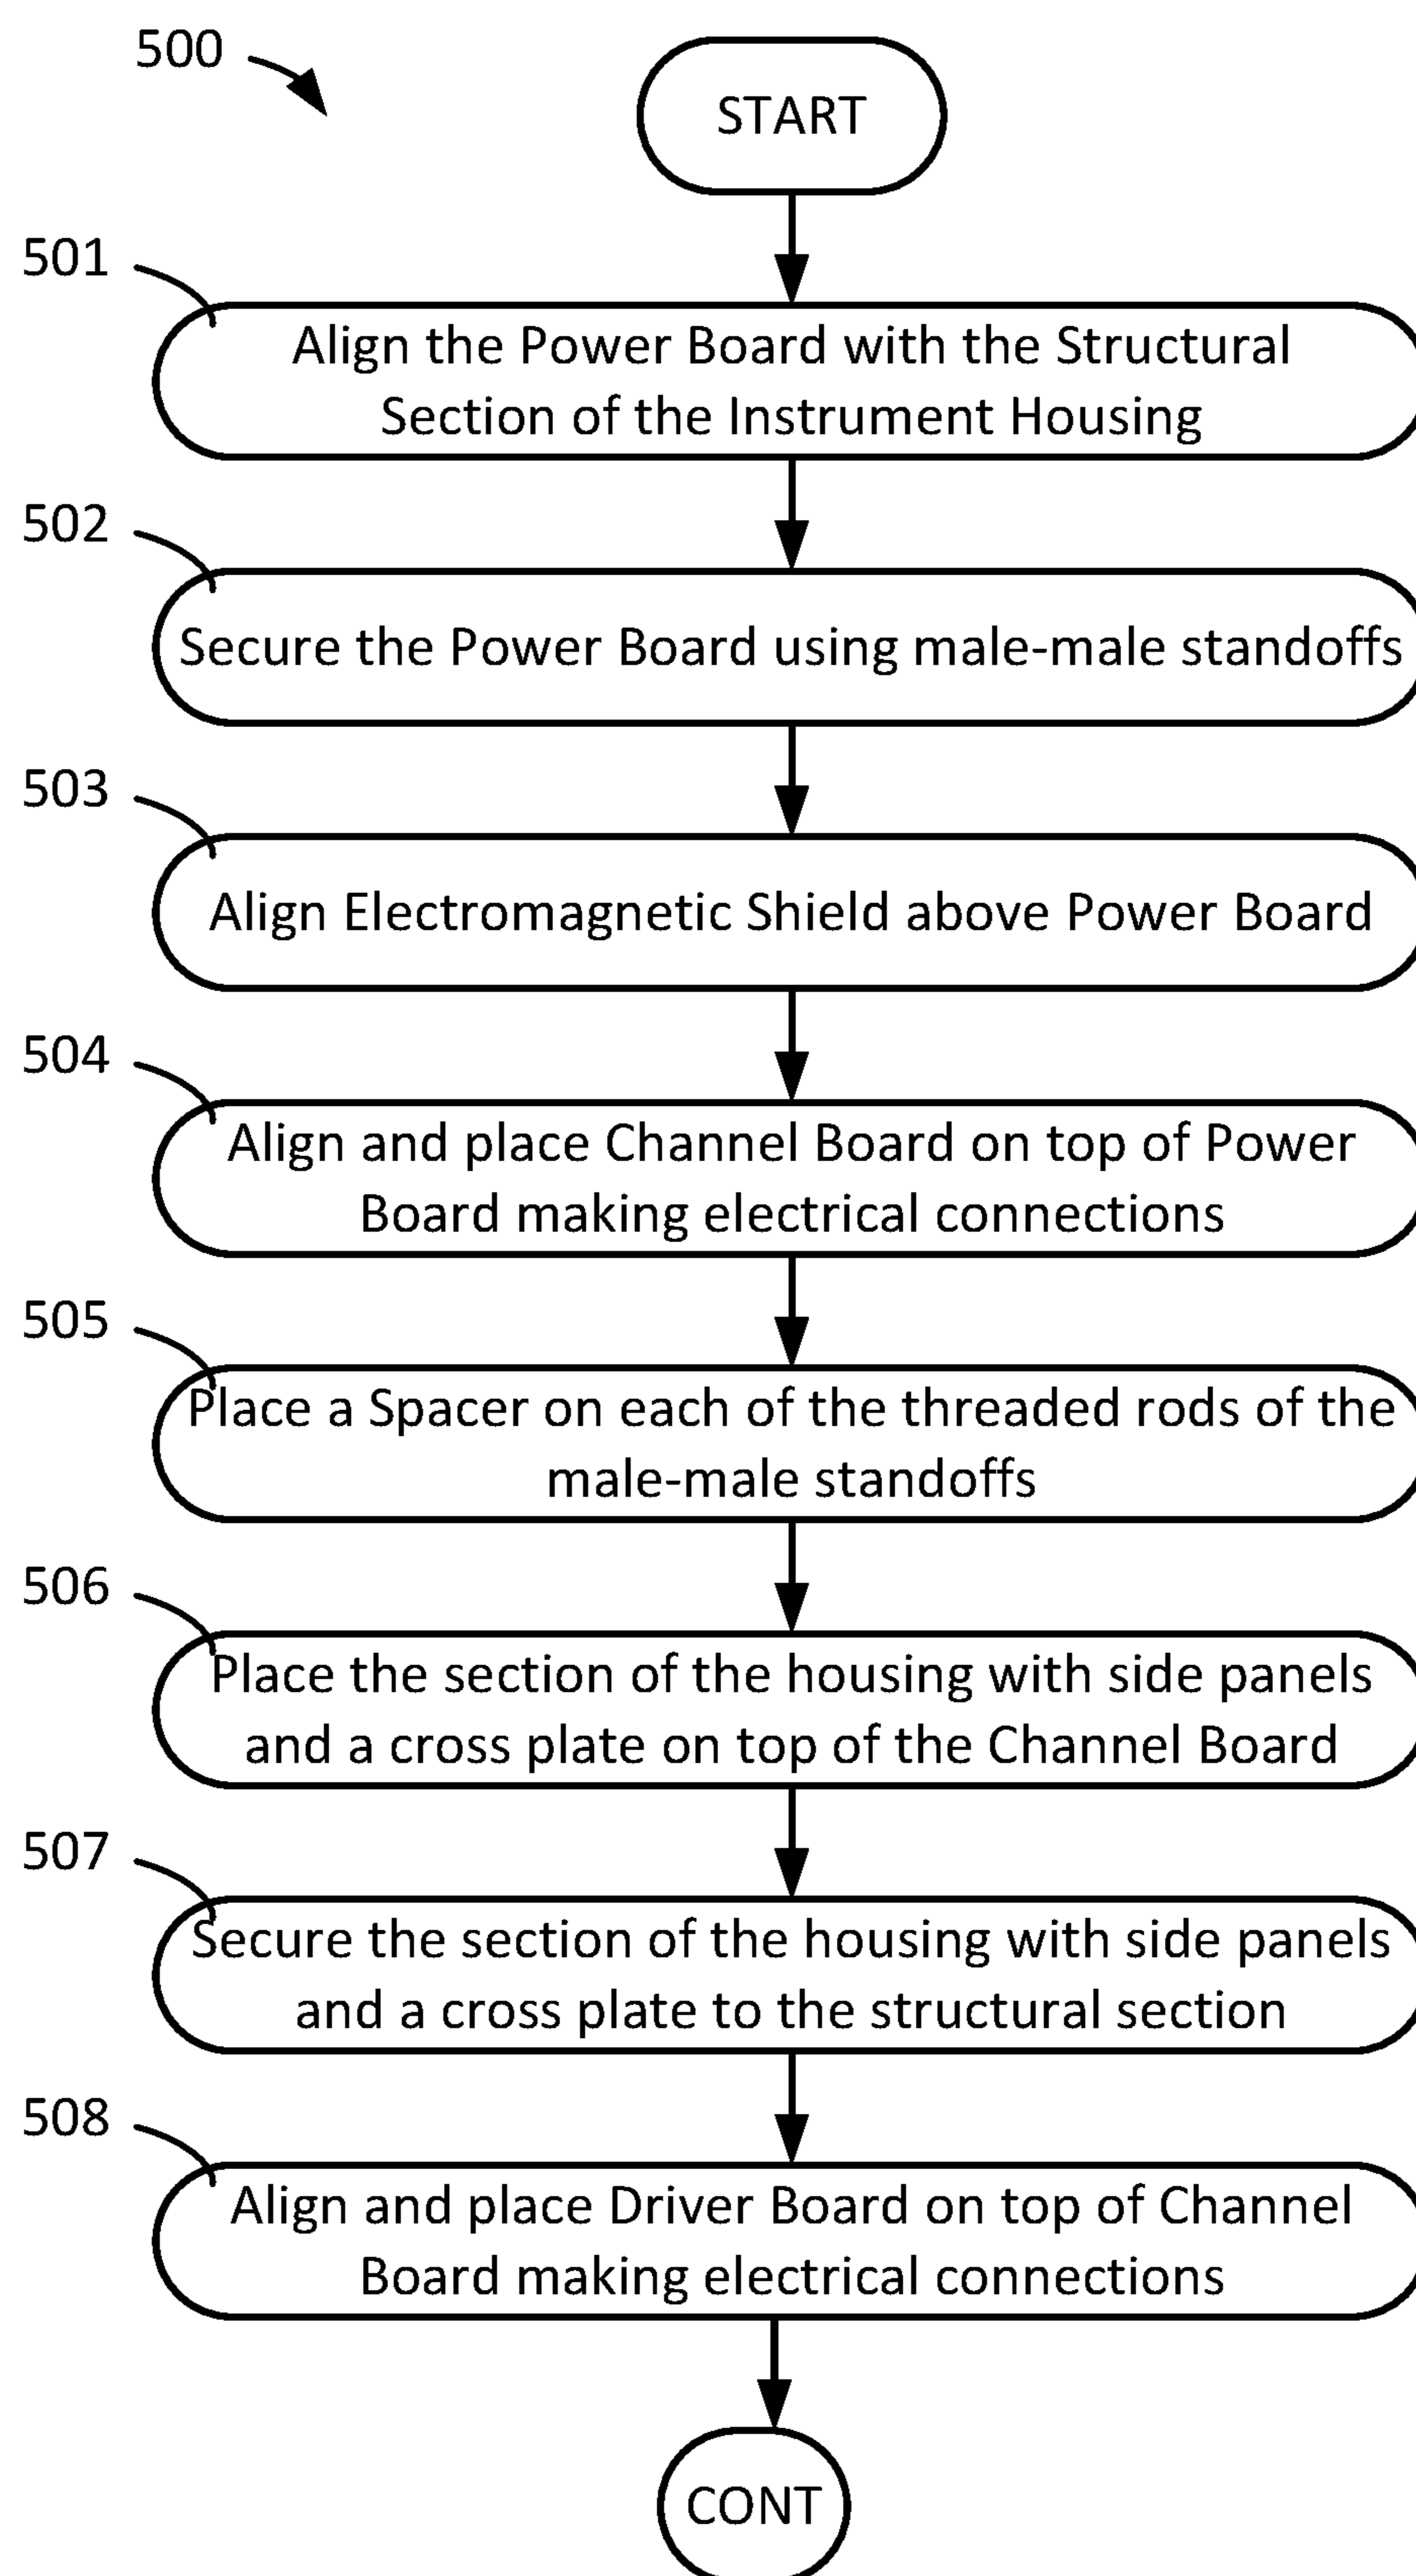 500
START
501
Align the Power Board with the Structural
Section of the Instrument Housing
502
Secure the Power Board using male-male standoffs
503
Align Electromagnetic Shield above Power Board
504
Align and place Channel Board on top of Power
Board making electrical connections
505
Place a Spacer on each of the threaded rods of the
male-male standoffs
506
Place the section of the housing with side panels
and a cross plate on top of the Channel Board
507
Secure the section of the housing with side panels
and a cross plate to the structural section
508
Align and place Driver Board on top of Channel
Board making electrical connections
CONT